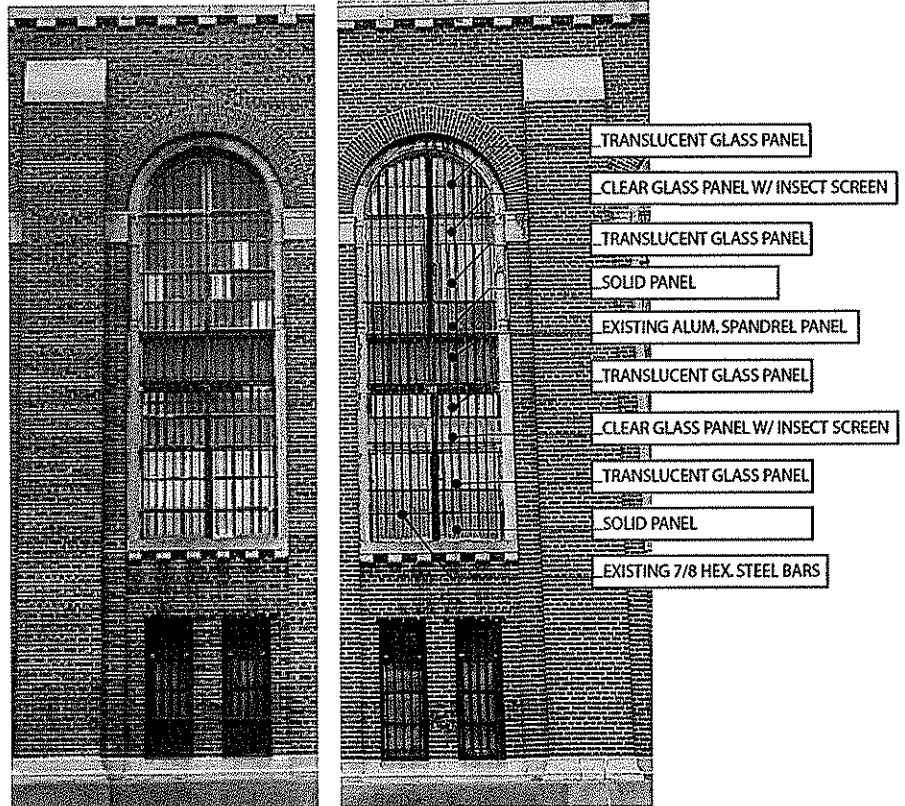 TRANSLUCENT GLASS PANEL
CLEAR GLASS PANEL W/ INSECT SCREEN
TRANSLUCENT GLASS PANEL
SOLID PANEL
EXISTING ALUM. SPANDREL PANEL
TRANSLUCENT GLASS PANEL
CLEAR GLASS PANEL W/ INSECT SCREEN
TRANSLUCENT GLASS PANEL
SOLID PANEL
EXISTING 7/8 HEX. STEEL BARS